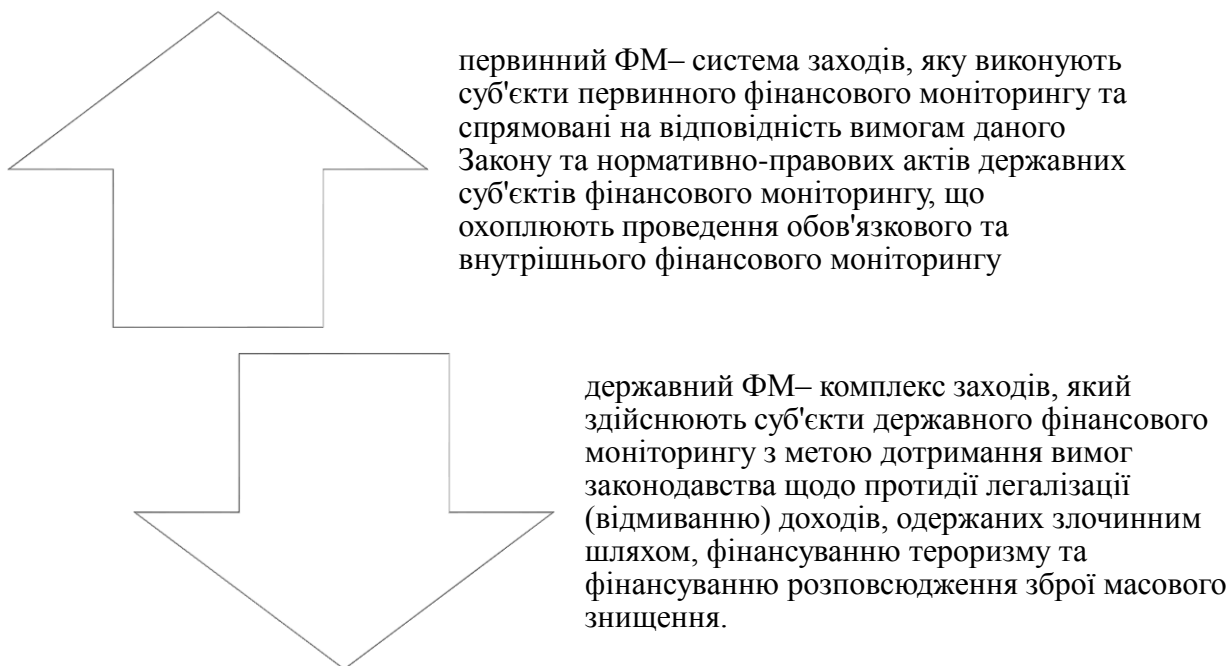 первинний ФМ– система заходів, яку виконують
суб'єкти первинного фінансового моніторингу та
спрямовані на відповідність вимогам даного
Закону та нормативно-правових актів державних
суб'єктів фінансового моніторингу, що
охоплюють проведення обов'язкового та
внутрішнього фінансового моніторингу
державний ФМ– комплекс заходів, який
здійснюють суб'єкти державного фінансового
моніторингу з метою дотримання вимог
законодавства щодо протидії легалізації
(відмиванню) доходів, одержаних злочинним
шляхом, фінансуванню тероризму та
фінансуванню розповсюдження зброї масового
знищення.